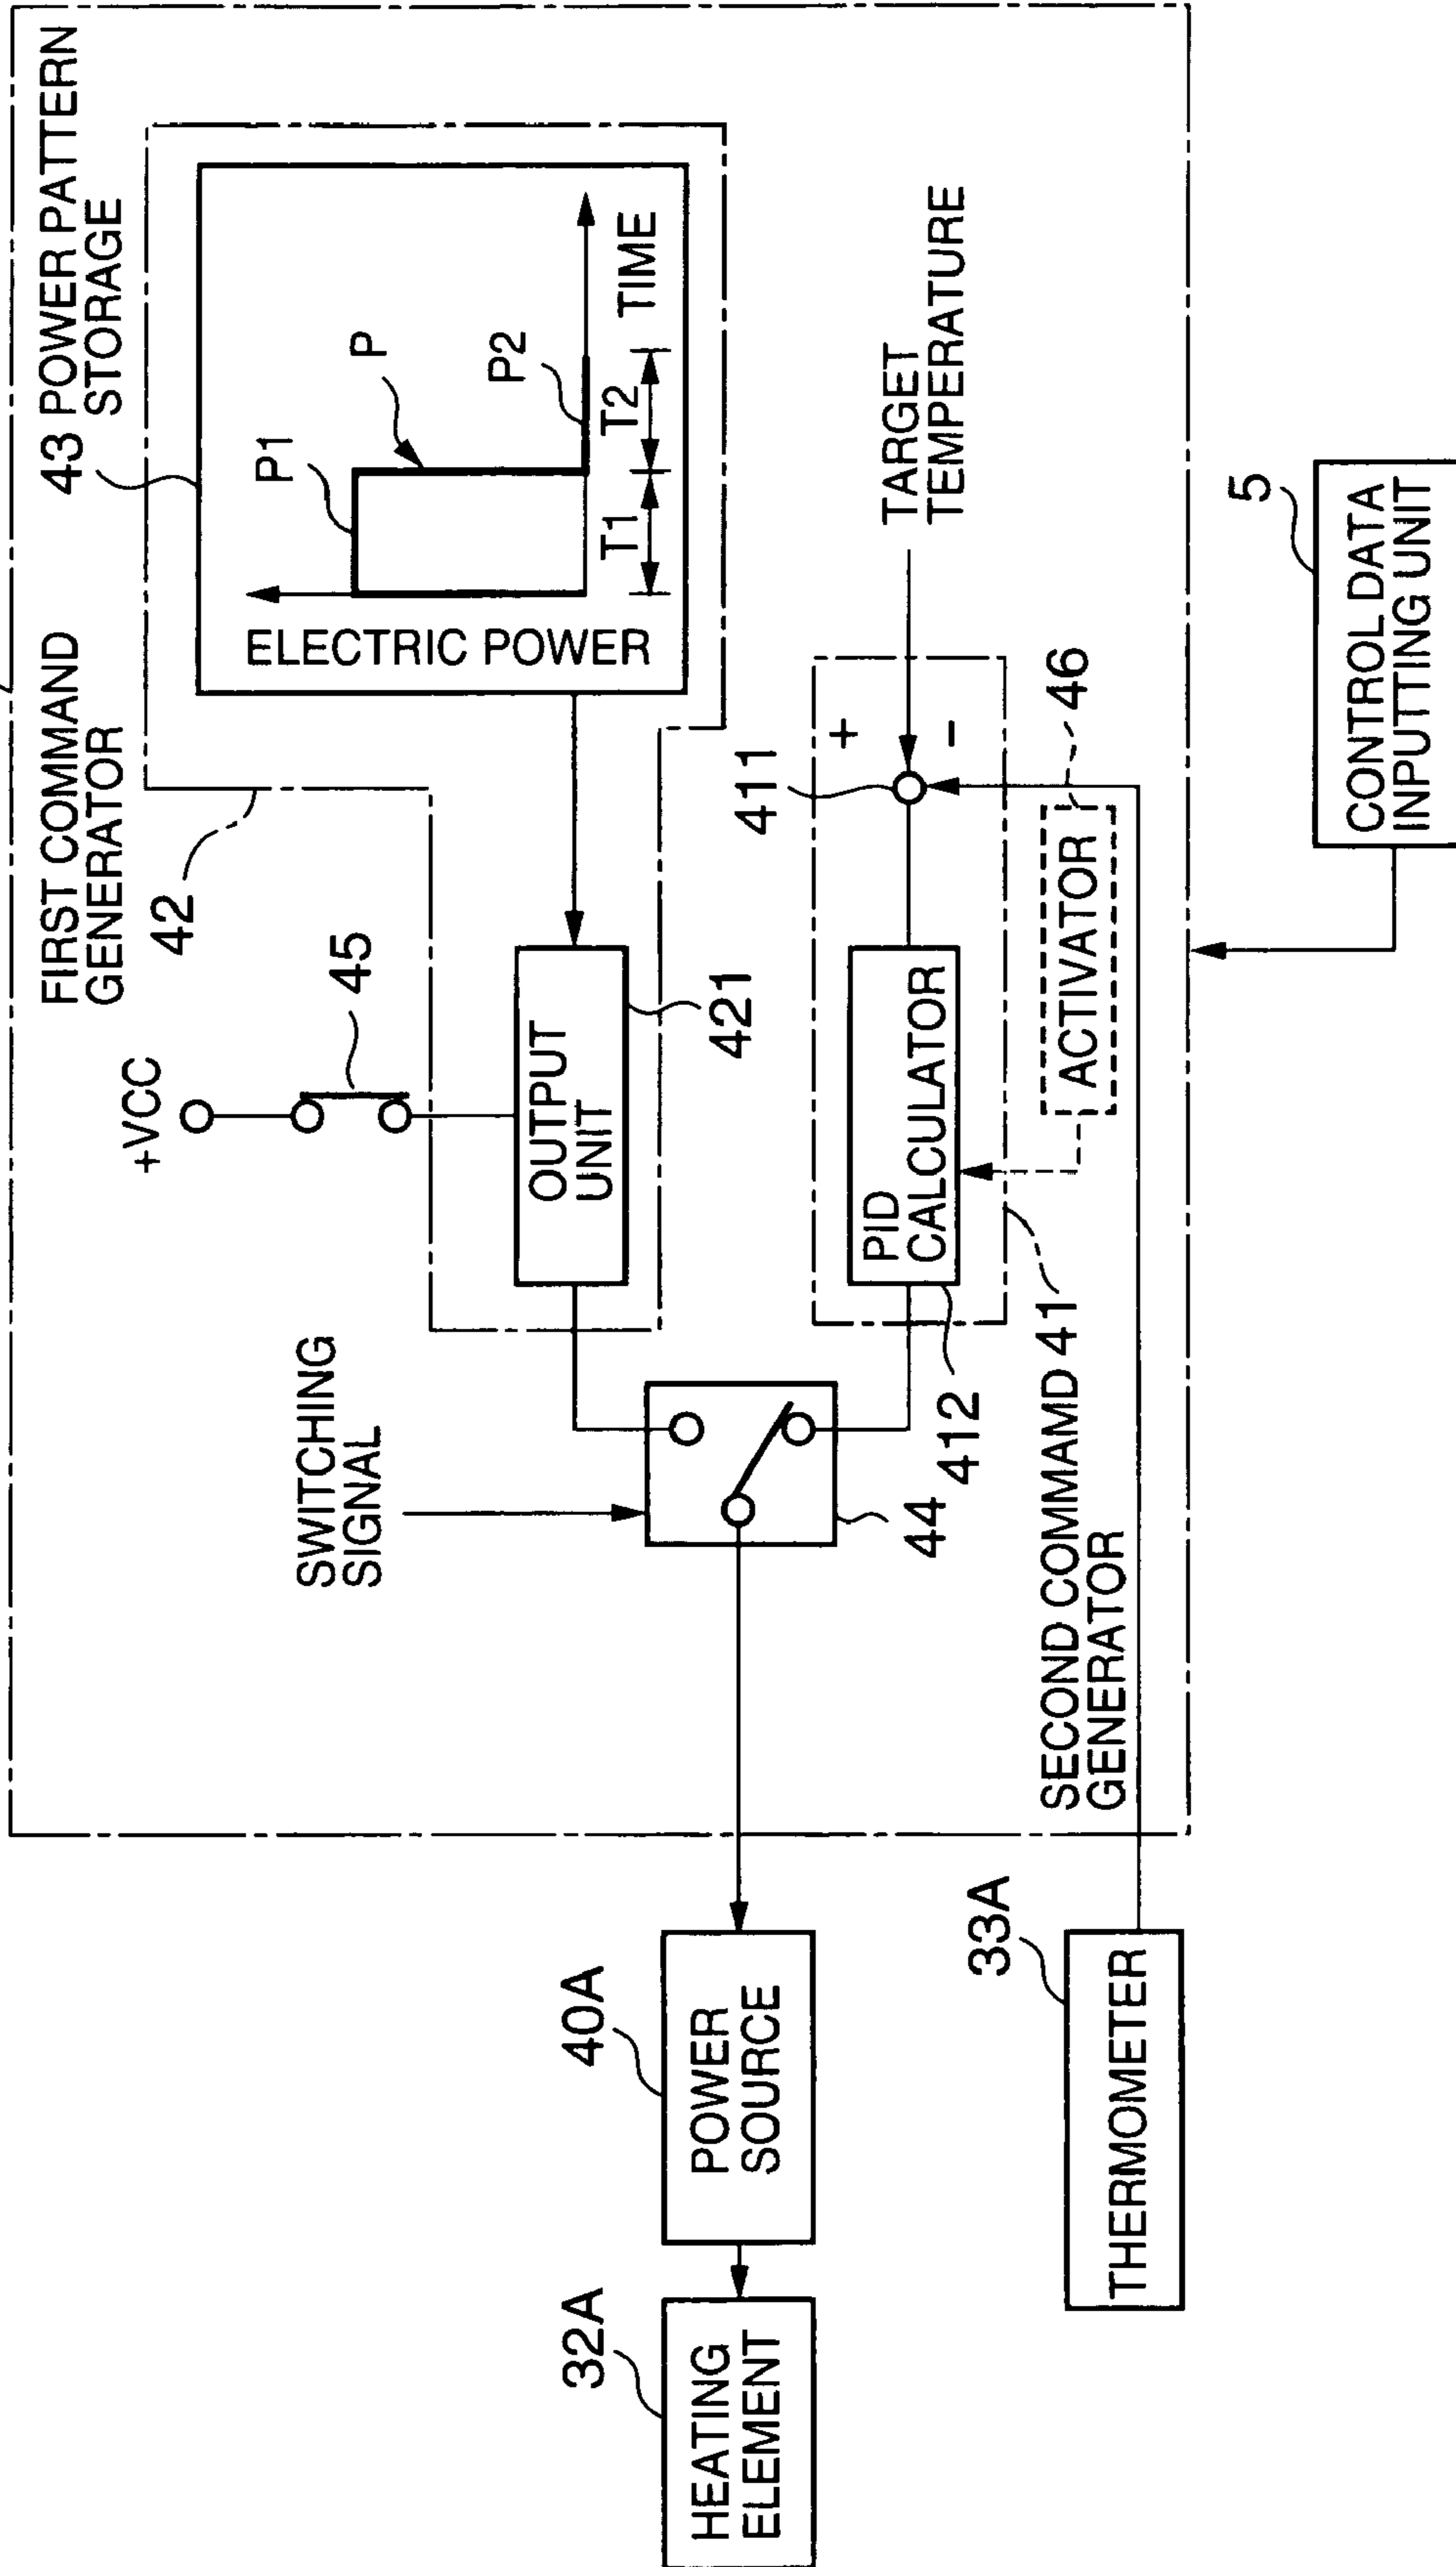 FIRST COMMAND
GENERATOR
43 POWER PATTERN
STORAGE
42
+VCC
45
SWITCHING
SIGNAL
P1
P
P2
ELECTRIC POWER
T1
T2
TIME
OUTPUT
UNIT
421
40A
POWER
SOURCE
32A
HEATING
ELEMENT
44
411
+
-
TARGET
TEMPERATURE
PID
CALCULATOR
412
ACTIVATOR
46
SECOND COMMAMD 41
GENERATOR
33A
THERMOMETER
5
CONTROL DATA
INPUTTING UNIT